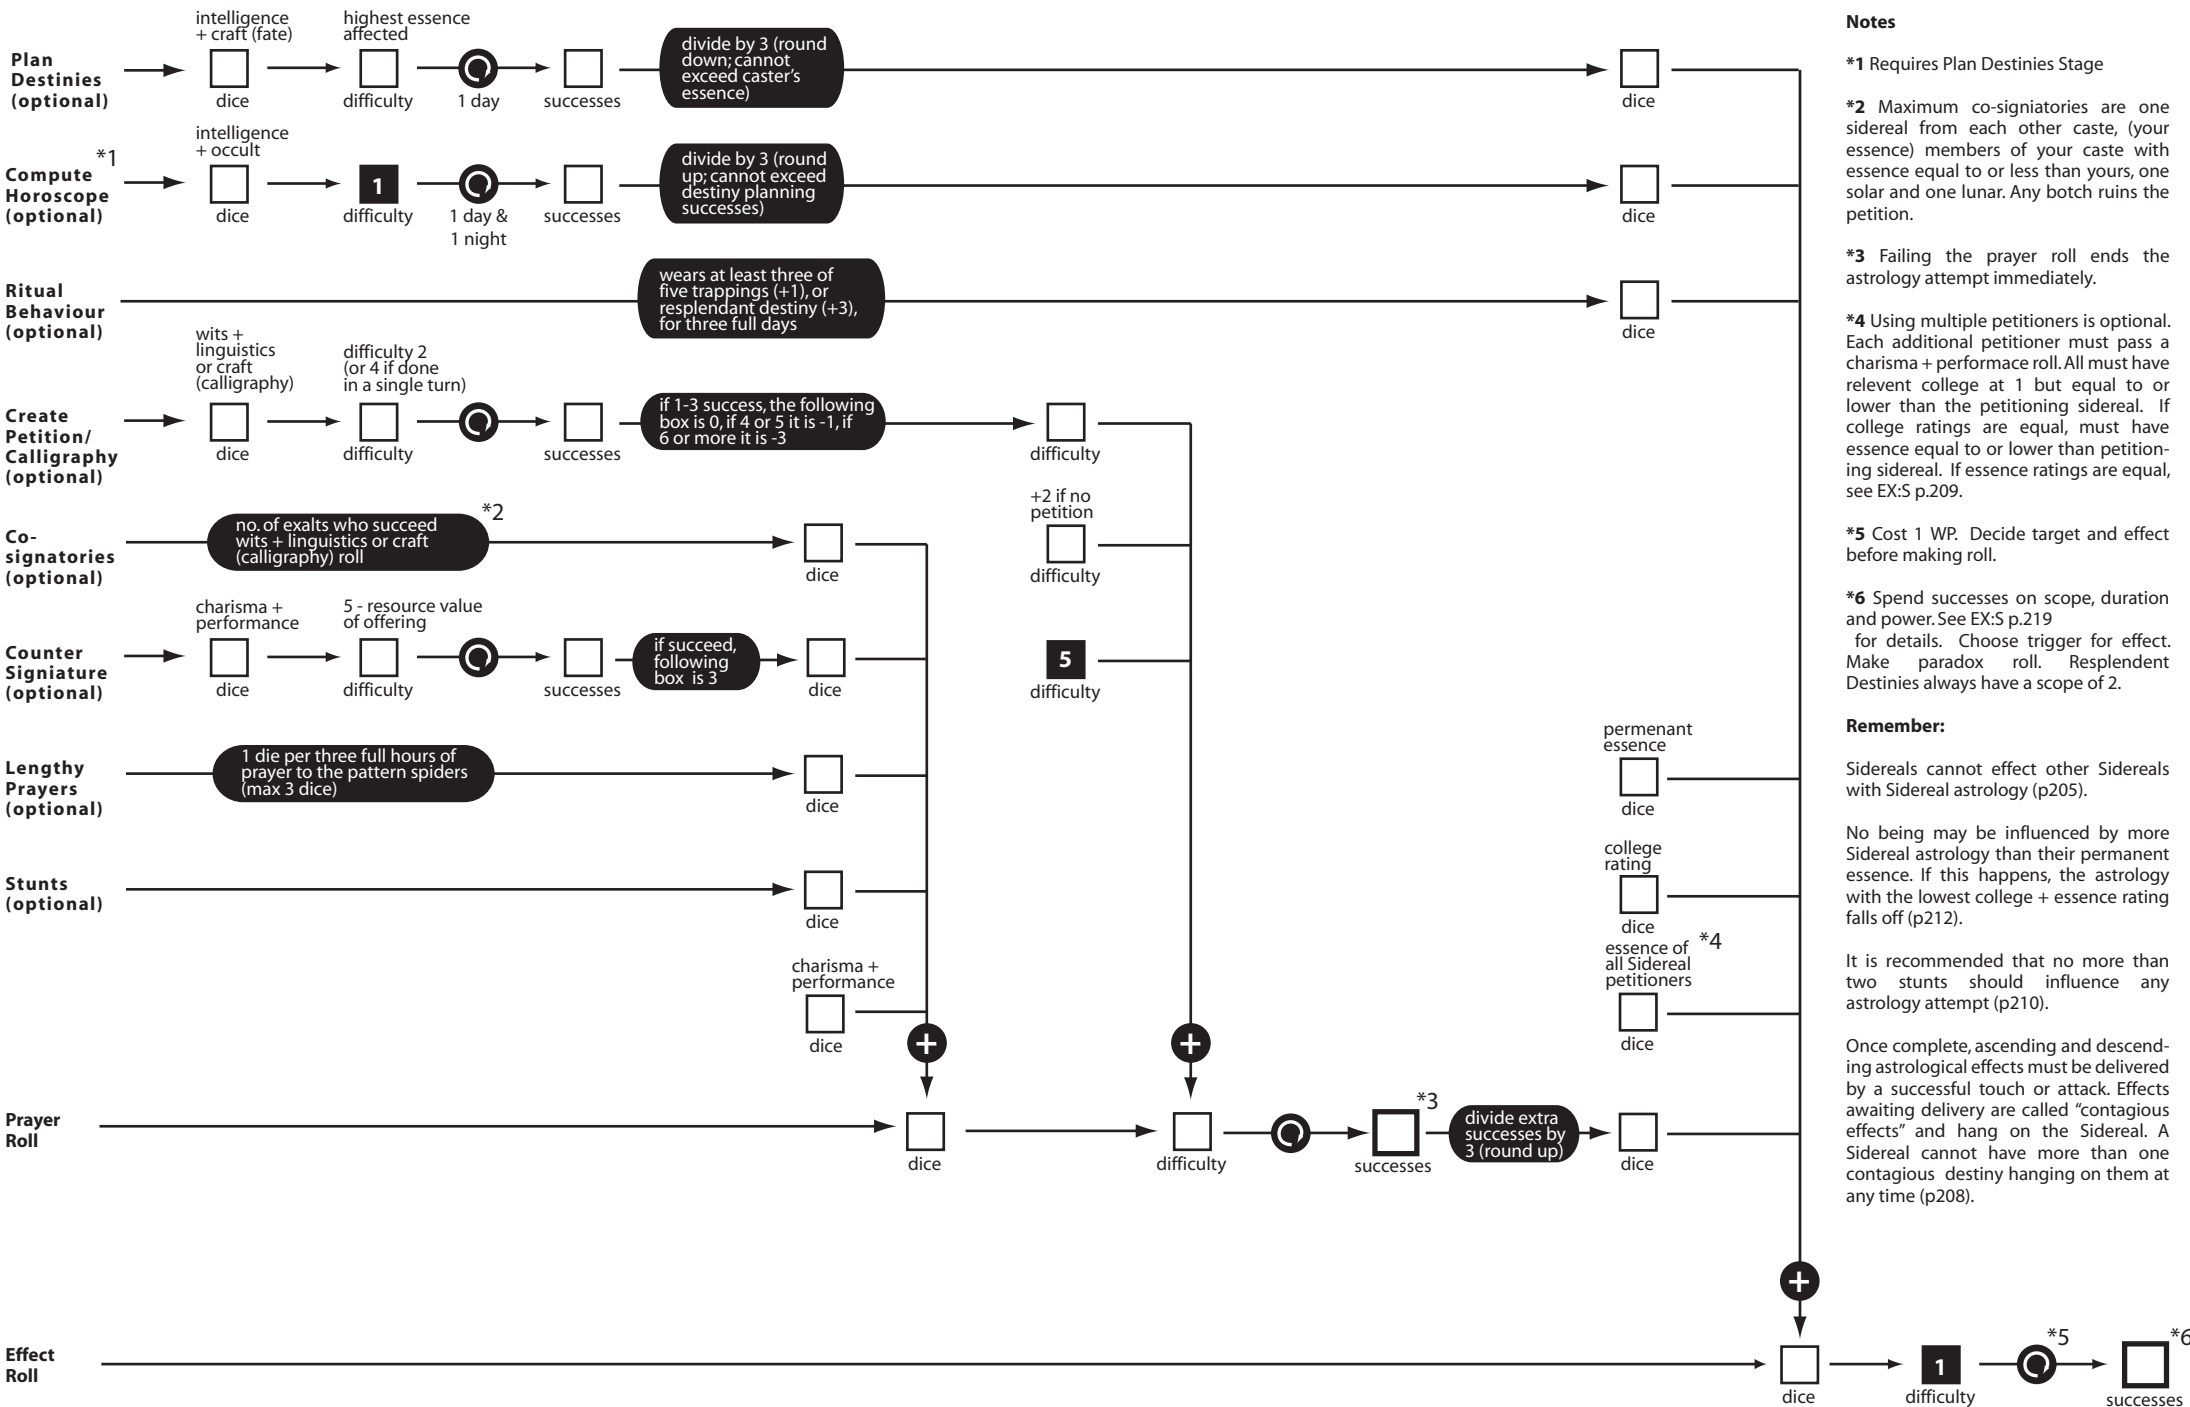 intelligence
+ craft (fate)
highest essence
affected
Plan
Destinies
(optional)
dice
difficulty
1 day
successes
divide by 3 (round
down; cannot
exceed caster's
essence)
dice
intelligence
+ occult
*1
Compute
Horoscope
(optional)
dice
1
difficulty
1 day &
1 night
successes
divide by 3 (round
up; cannot exceed
destiny planning
successes)
dice
Ritual
Behaviour
(optional)
wears at least three of
five trappings (+1), or
resplendant destiny (+3),
for three full days
dice
wits +
linguistics
or craft
(calligraphy)
difficulty 2
(or 4 if done
in a single turn)
Create
Petition/
Calligraphy
(optional)
dice
difficulty
successes
if 1-3 success, the following
box is 0, if 4 or 5 it is -1, if
6 or more it is -3
difficulty
Co-
signatories
(optional)
no. of exalts who succeed
wits + linguistics or craft
(calligraphy) roll
*2
dice
+2 if no
petition
difficulty
charisma +
performance
5 - resource value
of offering
Counter
Signiature
(optional)
dice
difficulty
successes
if succeed,
following
box is 3
dice
5
difficulty
Lengthy
Prayers
(optional)
1 die per three full hours of
prayer to the pattern spiders
(max 3 dice)
dice
permenant
essence
dice
Stunts
(optional)
dice
college
rating
dice
charisma +
performance
dice
essence of
all Sidereal
petitioners
*4
dice
+
+
Prayer
Roll
dice
difficulty
*3
successes
divide extra
successes by
3 (round up)
dice
+
Effect
Roll
dice
1
difficulty
*5
*6
successes
Notes
*1 Requires Plan Destinies Stage
*2 Maximum co-signiatories are one
sidereal from each other caste, (your
essence) members of your caste with
essence equal to or less than yours, one
solar and one lunar. Any botch ruins the
petition.
*3 Failing the prayer roll ends the
astrology attempt immediately.
*4 Using multiple petitioners is optional.
Each additional petitioner must pass a
charisma + performace roll. All must have
relevent college at 1 but equal to or
lower than the petitioning sidereal. If
college ratings are equal, must have
essence equal to or lower than petition-
ing sidereal. If essence ratings are equal,
see EX:S p.209.
*5 Cost 1 WP. Decide target and effect
before making roll.
*6 Spend successes on scope, duration
and power. See EX:S p.219
for details. Choose trigger for effect.
Make paradox roll. Resplendent
Destinies always have a scope of 2.
Remember:
Sidereals cannot effect other Sidereals
with Sidereal astrology (p205).
No being may be influenced by more
Sidereal astrology than their permanent
essence. If this happens, the astrology
with the lowest college + essence rating
falls off (p212).
It is recommended that no more than
two stunts should influence any
astrology attempt (p210).
Once complete, ascending and descend-
ing astrological effects must be delivered
by a successful touch or attack. Effects
awaiting delivery are called "contagious
effects" and hang on the Sidereal. A
Sidereal cannot have more than one
contagious destiny hanging on them at
any time (p208).